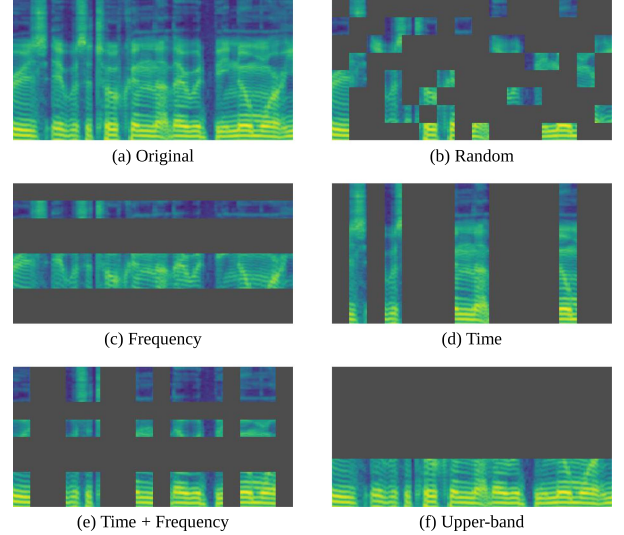 (a) Original
(b) Random
(c) Frequency
(d) Time
(e) Time + Frequency
(f) Upper-band